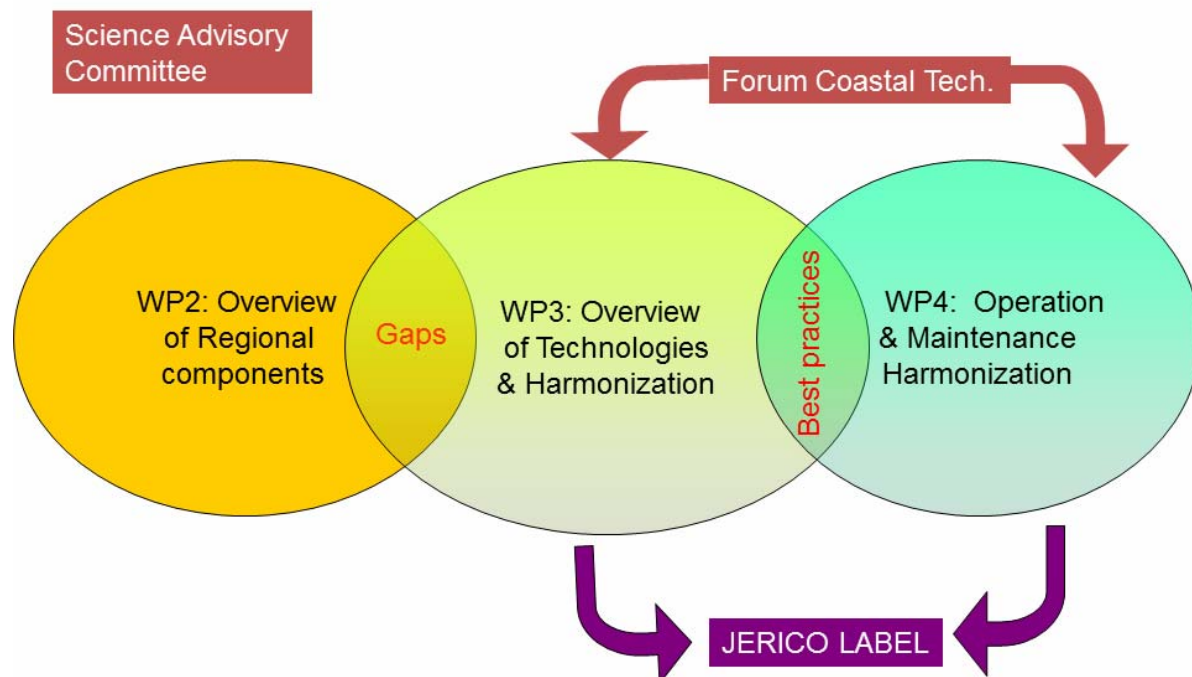 Science Advisory
Committee
Forum Coastal Tech.
WP2: Overview
of Regional
components
Gaps
WP3: Overview
of Technologies
& Harmonization
Best practices
WP4: Operation
& Maintenance
Harmonization
JERICO LABEL